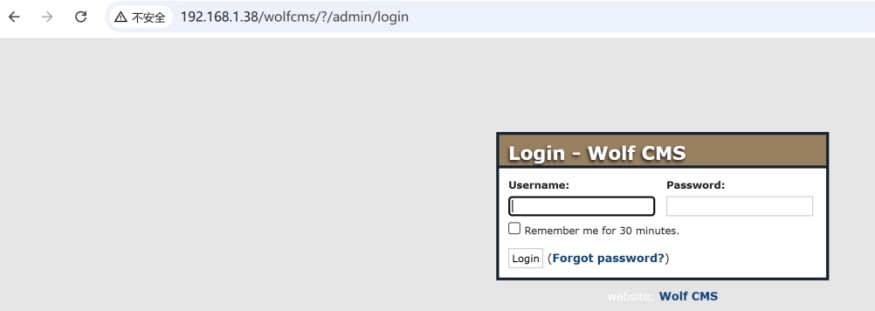 不安全 192.168.1.38/wolfcms/?/admin/login
Login - Wolf CMS
Username: Password:
Remember me for 30 minutes.
Login (Forgot password?)
website: Wolf CMS